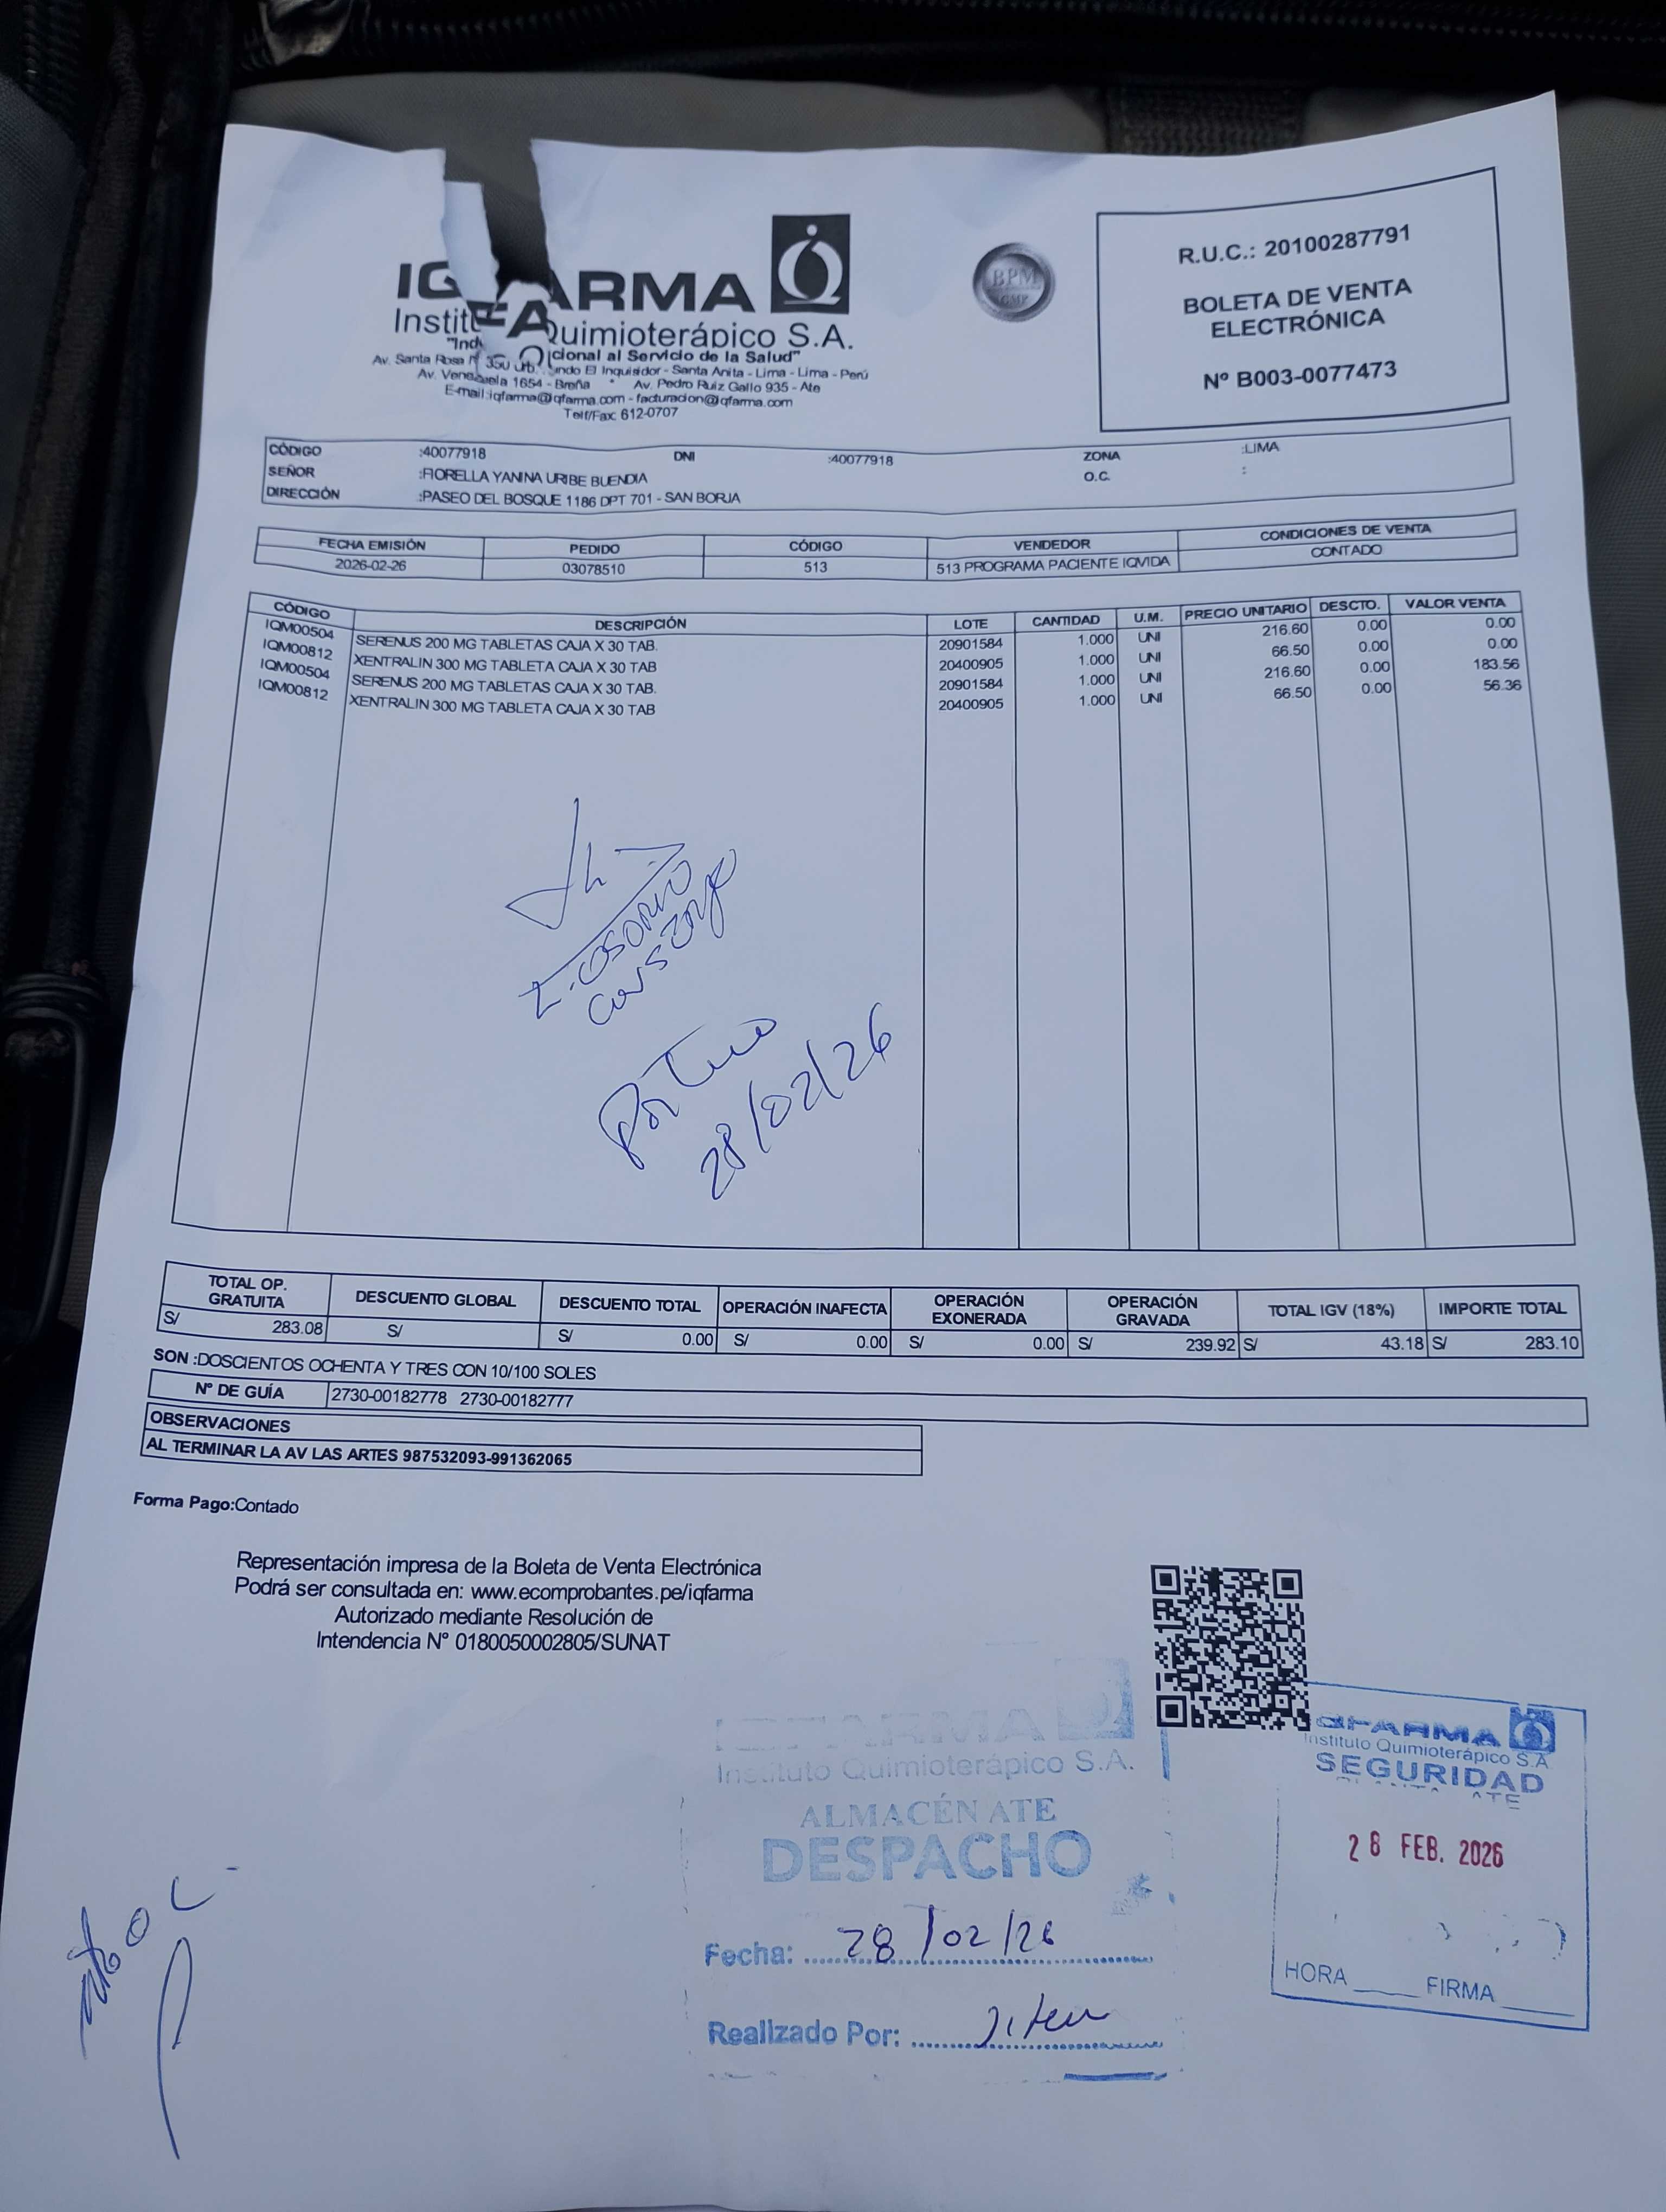 IQFARMA
Instit Quimioterápico S.A.
"Ind cional al Servicio de la Salud"
Av. Santa Rosa N 350 Urb. undo El Inquisidor - Santa Anita - Lima - Lima - Perú
Av. Venezuela 1654 - Breña * Av. Pedro Ruiz Gallo 935 - Ate
E-mail:iqfarma@iqfarma.com - facturacion@iqfarma.com
Telf/Fax: 612-0707
BPM
GMP
R.U.C.: 20100287791
BOLETA DE VENTA
ELECTRÓNICA
Nº B003-0077473
CÓDIGO :40077918 DNI :40077918 ZONA :LIMA
SEÑOR :FIORELLA YANINA URIBE BUENDIA O.C. :
DIRECCIÓN :PASEO DEL BOSQUE 1186 DPT 701 - SAN BORJA
FECHA EMISIÓN PEDIDO CÓDIGO VENDEDOR CONDICIONES DE VENTA
2026-02-26 03078510 513 513 PROGRAMA PACIENTE IQVIDA CONTADO
CÓDIGO DESCRIPCIÓN LOTE CANTIDAD U.M. PRECIO UNITARIO DESCTO. VALOR VENTA
IQM00504 SERENUS 200 MG TABLETAS CAJA X 30 TAB. 20901584 1.000 UNI 216.60 0.00 0.00
IQM00812 XENTRALIN 300 MG TABLETA CAJA X 30 TAB 20400905 1.000 UNI 66.50 0.00 0.00
IQM00504 SERENUS 200 MG TABLETAS CAJA X 30 TAB. 20901584 1.000 UNI 216.60 0.00 183.56
IQM00812 XENTRALIN 300 MG TABLETA CAJA X 30 TAB 20400905 1.000 UNI 66.50 0.00 56.36
28/02/26
TOTAL OP. GRATUITA DESCUENTO GLOBAL DESCUENTO TOTAL OPERACIÓN INAFECTA OPERACIÓN EXONERADA OPERACIÓN GRAVADA TOTAL IGV (18%) IMPORTE TOTAL
S/ 283.08 S/ S/ 0.00 S/ 0.00 S/ 0.00 S/ 239.92 S/ 43.18 S/ 283.10
SON :DOSCIENTOS OCHENTA Y TRES CON 10/100 SOLES
Nº DE GUÍA 2730-00182778 2730-00182777
OBSERVACIONES
AL TERMINAR LA AV LAS ARTES 987532093-991362065
Forma Pago:Contado
Representación impresa de la Boleta de Venta Electrónica
Podrá ser consultada en: www.ecomprobantes.pe/iqfarma
Autorizado mediante Resolución de
Intendencia Nº 0180050002805/SUNAT
IQFARMA
Instituto Quimioterápico S.A.
ALMACÉN ATE
DESPACHO
Fecha: 28/02/26
Realizado Por:
IQFARMA
Instituto Quimioterápico S.A
SEGURIDAD
PLANTA ATE
28 FEB. 2026
HORA FIRMA